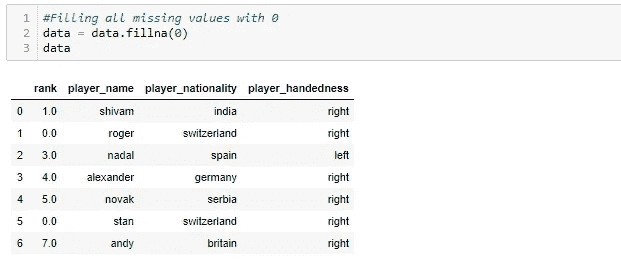 1 #Filling all missing values with 0
2 data = data.fillna(0)
3 data
rank player_name player_nationality player_handedness
0 1.0 shivam india right
1 0.0 roger switzerland right
2 3.0 nadal spain left
3 4.0 alexander germany right
4 5.0 novak serbia right
5 0.0 stan switzerland right
6 7.0 andy britain right